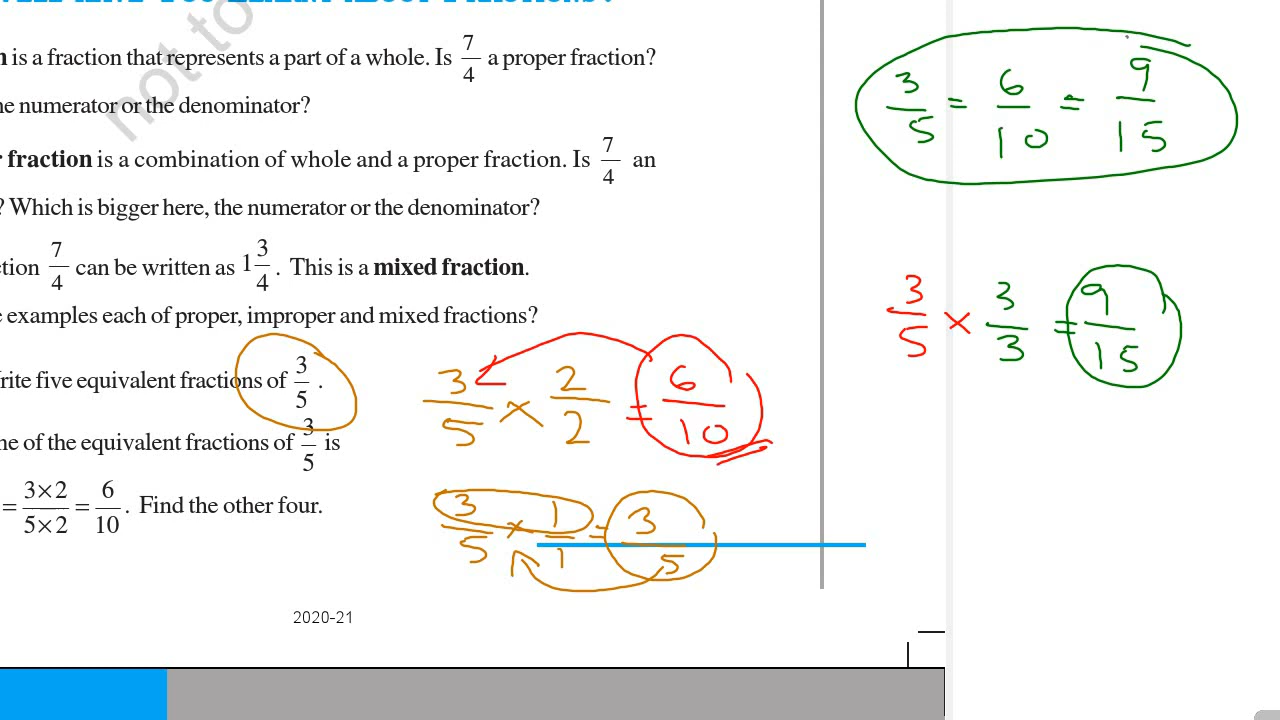 n is a fraction that represents a part of a whole. Is 7/4 a proper fraction?
he numerator or the denominator?
r fraction is a combination of whole and a proper fraction. Is 7/4 an
? Which is bigger here, the numerator or the denominator?
ction 7/4 can be written as 1 3/4. This is a mixed fraction.
e examples each of proper, improper and mixed fractions?
rite five equivalent fractions of 3/5.
ne of the equivalent fractions of 3/5 is
= 3×2/5×2 = 6/10. Find the other four.
2020-21
not to
3/5 × 2/2 = 6/10
3/5 × 1/1 = 3/5
3/5 = 6/10 = 9/15
3/5 × 3/3 = 9/15